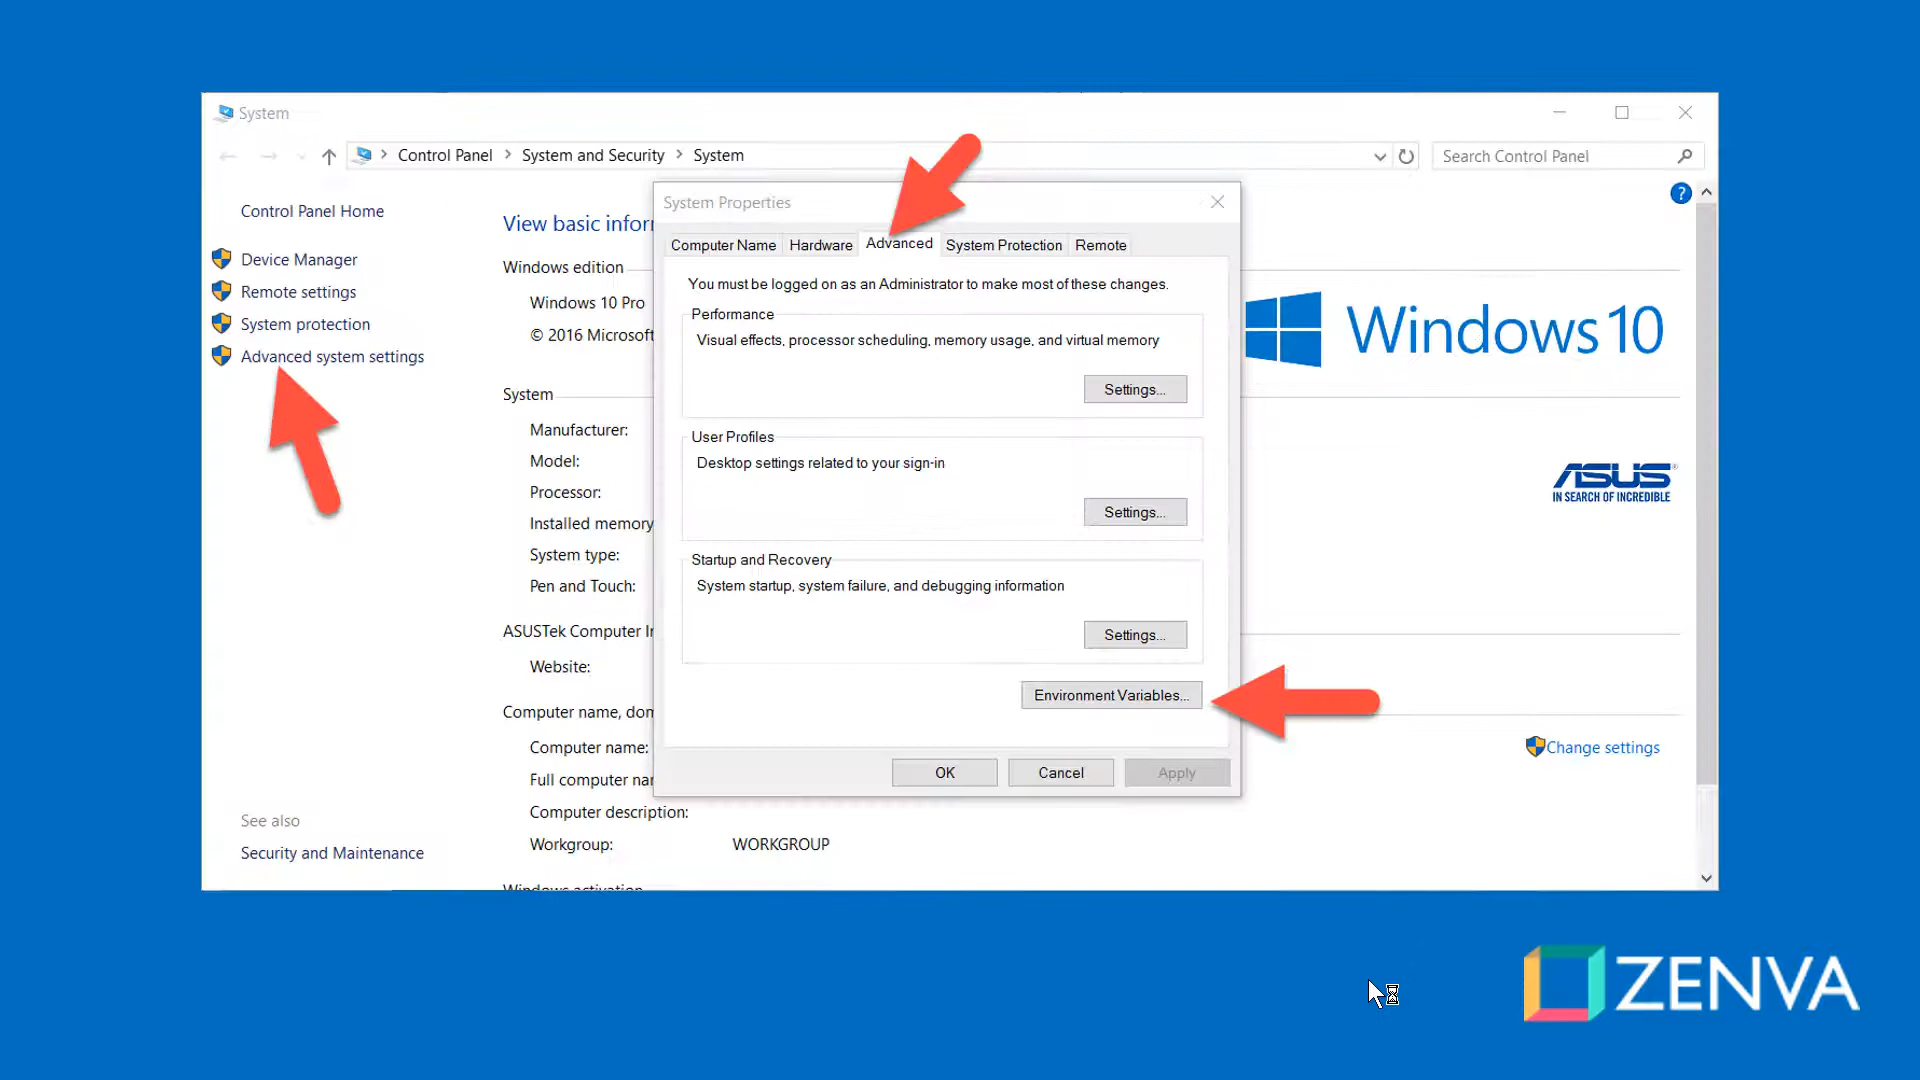 System
Control Panel > System and Security > System
Search Control Panel
?
Control Panel Home
Device Manager
Remote settings
System protection
Advanced system settings
See also
Security and Maintenance
View basic infor
Windows edition
Windows 10 Pro
© 2016 Microsoft
System
Manufacturer:
Model:
Processor:
Installed memory
System type:
Pen and Touch:
ASUSTek Computer In
Website:
Computer name, dom
Computer name:
Full computer nam
Computer description:
Workgroup: WORKGROUP
Windows activation
System Properties
Computer Name Hardware Advanced System Protection Remote
You must be logged on as an Administrator to make most of these changes.
Performance
Visual effects, processor scheduling, memory usage, and virtual memory
Settings...
User Profiles
Desktop settings related to your sign-in
Settings...
Startup and Recovery
System startup, system failure, and debugging information
Settings...
Environment Variables...
OK Cancel Apply
Windows 10
ASUS
IN SEARCH OF INCREDIBLE
Change settings
ZENVA